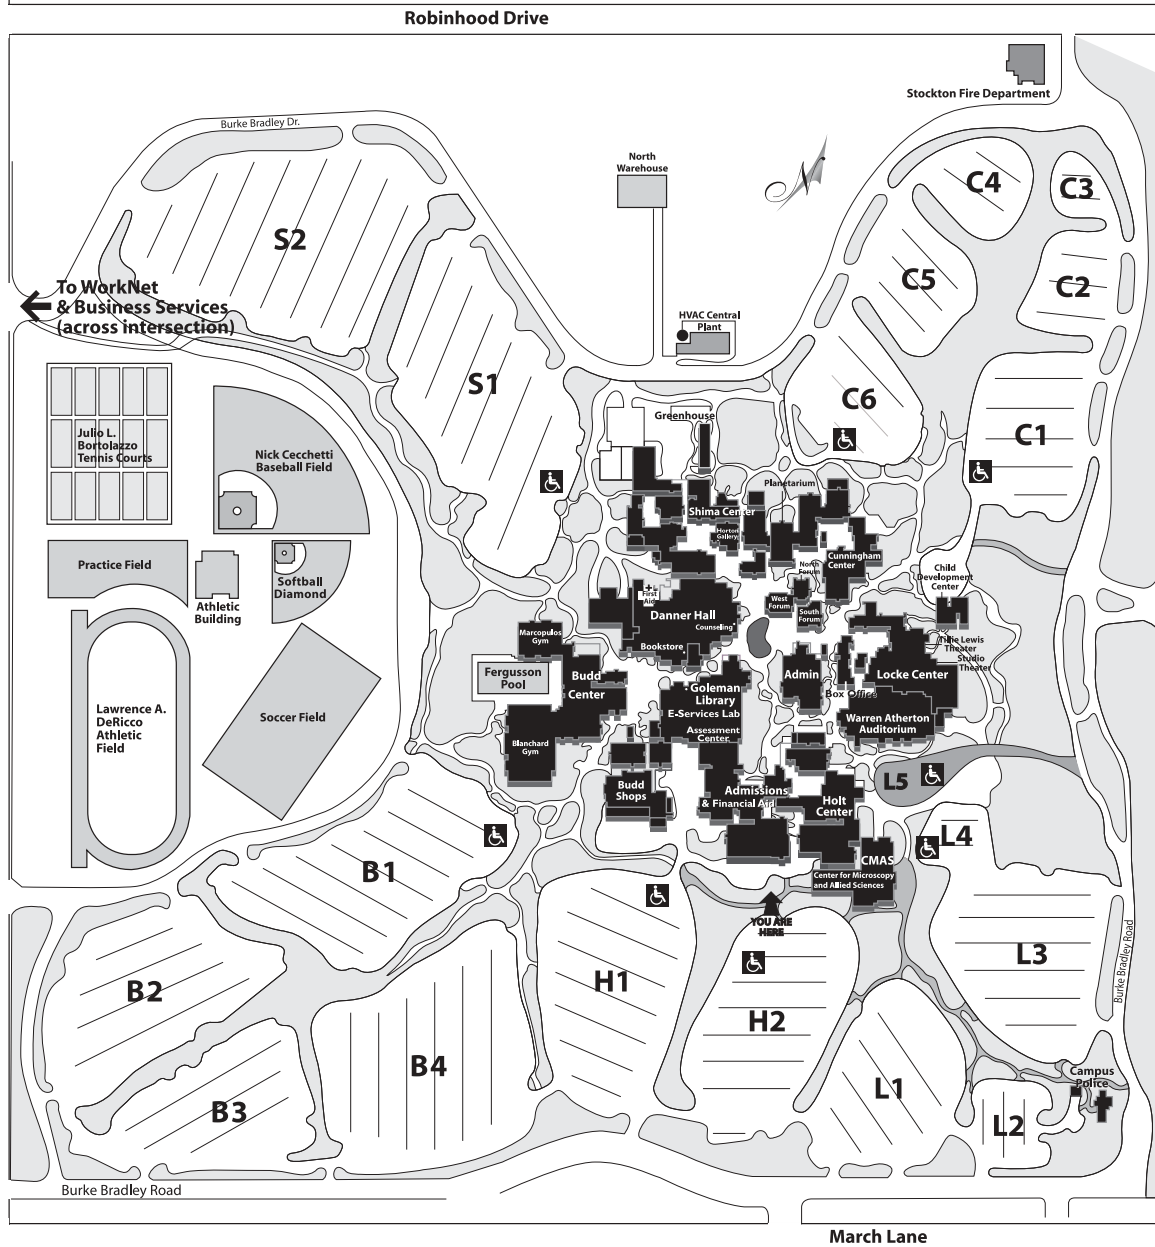 Robinhood Drive
Stockton Fire Department
Burke Bradley Dr.
North
Warehouse
N
C4
C3
S2
C5
C2
To WorkNet
& Business Services
(across intersection)
HVAC Central
Plant
S1
C6
Greenhouse
C1
Julio L.
Bortolazzo
Tennis Courts
Nick Cecchetti
Baseball Field
Planetarium
Shima Center
Horton
Gallery
Cunningham
Center
North
Forum
Practice Field
Softball
Diamond
Athletic
Building
Child
Development
Center
First
Aid
West
Forum
South
Forum
Danner Hall
Counseling
Bookstore
Marcopulos
Gym
Tillie Lewis
Theater
Studio
Theater
Fergusson
Pool
Budd
Center
Goleman
Library
E-Services Lab
Assessment
Center
Admin
Locke Center
Box Office
Warren Atherton
Auditorium
Lawrence A.
DeRicco
Athletic
Field
Soccer Field
Blanchard
Gym
Budd
Shops
Admissions
& Financial Aid
Holt
Center
L5
L4
CMAS
Center for Microscopy
and Allied Sciences
B1
YOU ARE
HERE
B2
H1
H2
L3
Burke Bradley Road
B4
B3
L1
Campus
Police
L2
Burke Bradley Road
March Lane